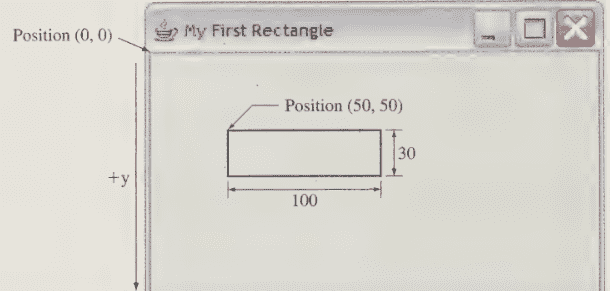 My First Rectangle
Position (0, 0)
Position (50, 50)
30
+y
100